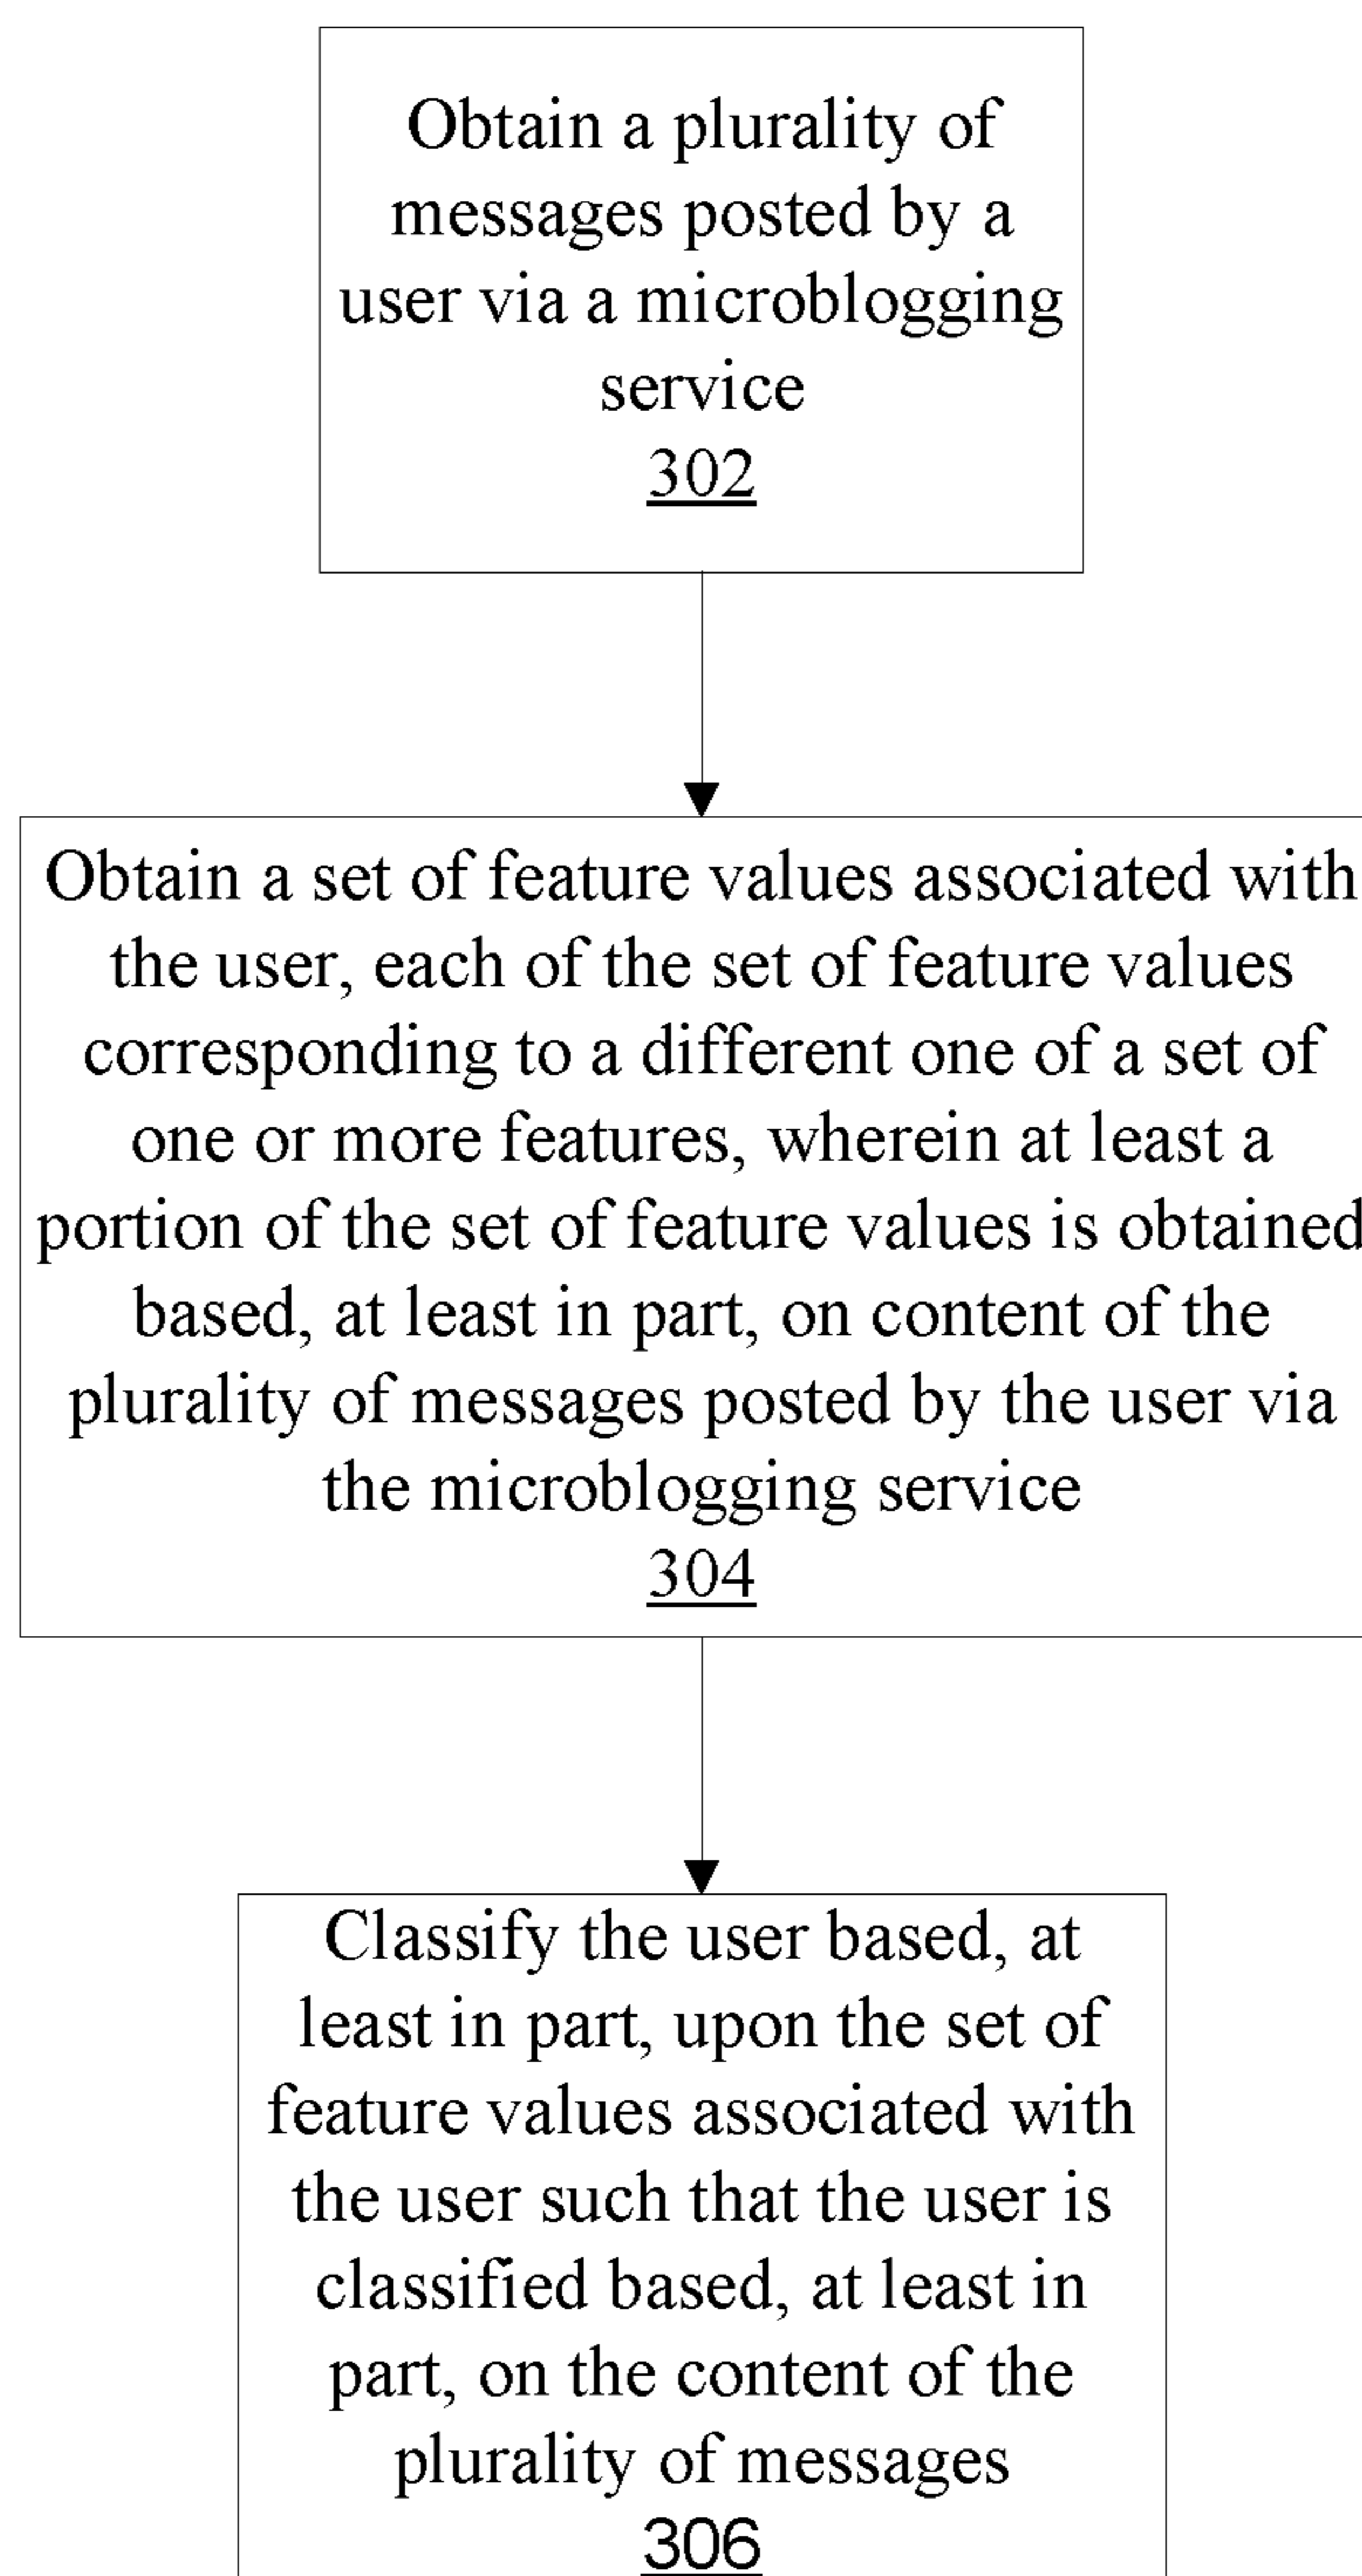 Obtain a plurality of
messages posted by a
user via a microblogging
service
302
Obtain a set of feature values associated with
the user, each of the set of feature values
corresponding to a different one of a set of
one or more features, wherein at least a
portion of the set of feature values is obtained
based, at least in part, on content of the
plurality of messages posted by the user via
the microblogging service
304
Classify the user based, at
least in part, upon the set of
feature values associated with
the user such that the user is
classified based, at least in
part, on the content of the
plurality of messages
306